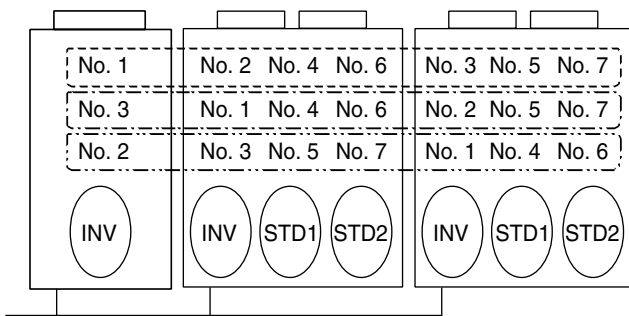 No. 1 No. 2 No. 4 No. 6 No. 3 No. 5 No. 7
No. 3 No. 1 No. 4 No. 6 No. 2 No. 5 No. 7
No. 2 No. 3 No. 5 No. 7 No. 1 No. 4 No. 6
INV INV STD1 STD2 INV STD1 STD2